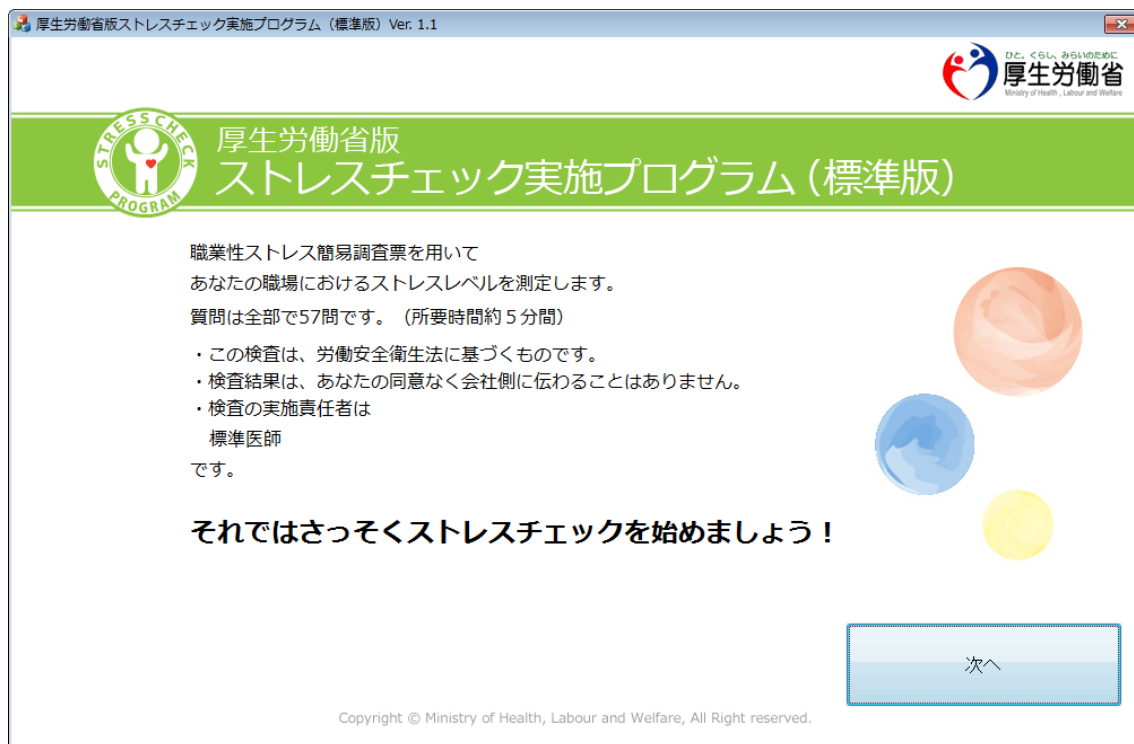 厚生労働省版ストレスチェック実施プログラム（標準版）Ver. 1.1
ひと、くらし、みらいのために
厚生労働省
Ministry of Health, Labour and Welfare
STRESS CHECK PROGRAM
厚生労働省版
ストレスチェック実施プログラム（標準版）
職業性ストレス簡易調査票を用いて
あなたの職場におけるストレスレベルを測定します。
質問は全部で57問です。（所要時間約５分間）
・この検査は、労働安全衛生法に基づくものです。
・検査結果は、あなたの同意なく会社側に伝わることはありません。
・検査の実施責任者は
標準医師
です。
それではさっそくストレスチェックを始めましょう！
次へ
Copyright © Ministry of Health, Labour and Welfare, All Right reserved.